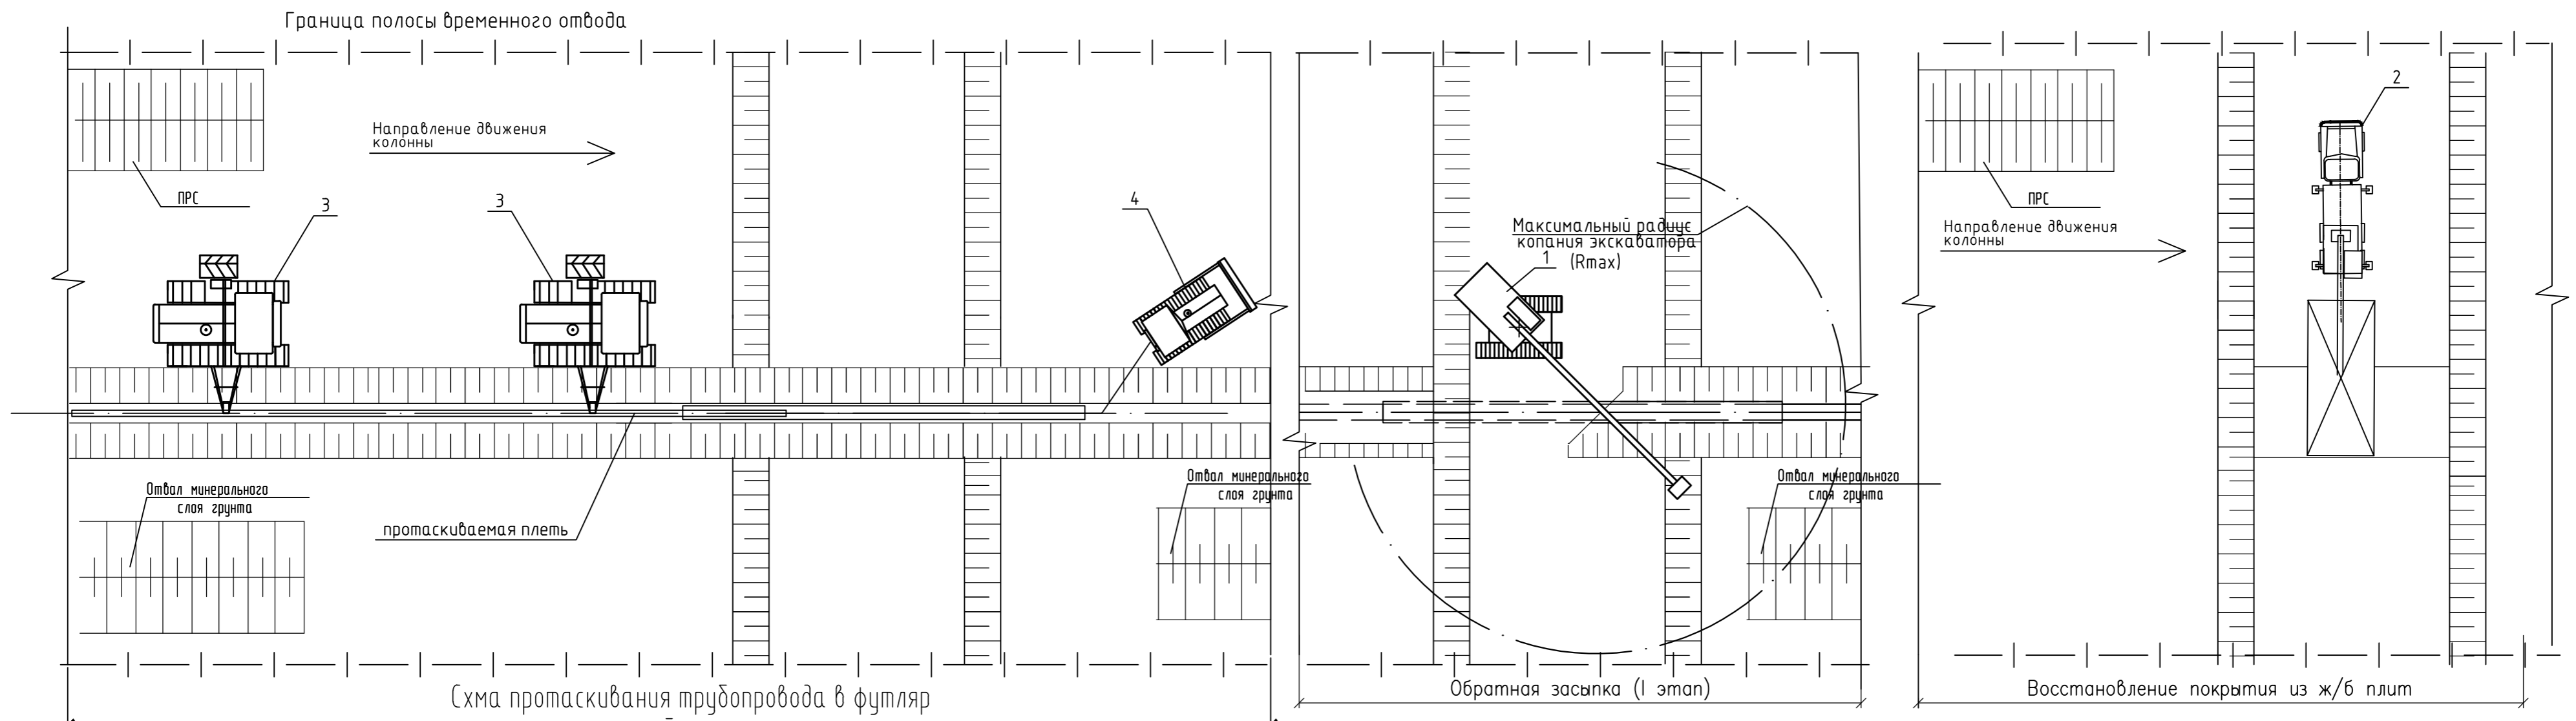 Граница полосы временного отвода
Направление движения
колонны
ПРС
3
3
4
Отвал минерального
слоя грунта
протаскиваемая плеть
Отвал минерального
слоя грунта
Схма протаскивания трубопровода в футляр
Максимальный радиус
копания экскаватора
1
(Rmax)
Отвал минерального
слоя грунта
Обратная засыпка (I этап)
2
ПРС
Направление движения
колонны
Восстановление покрытия из ж/б плит